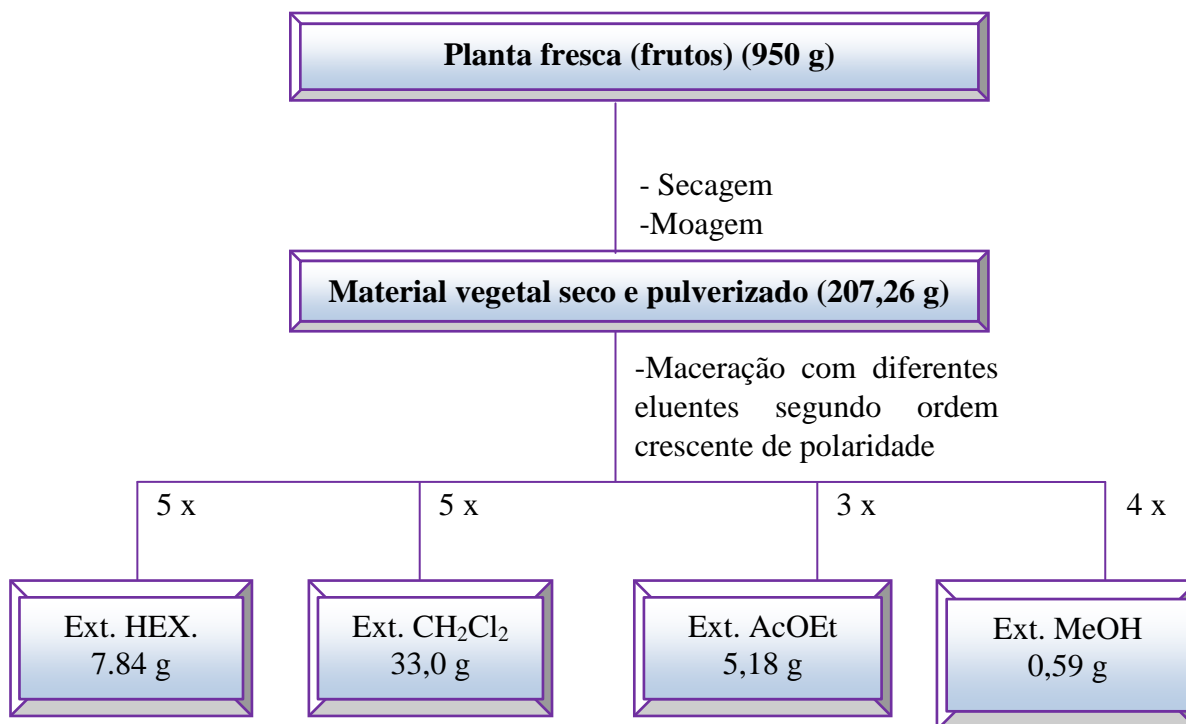 Planta fresca (frutos) (950 g)
- Secagem
-Moagem
Material vegetal seco e pulverizado (207,26 g)
-Maceração com diferentes
eluentes segundo ordem
crescente de polaridade
5 x
5 x
3 x
4 x
Ext. HEX.
7.84 g
Ext. CH₂Cl₂
33,0 g
Ext. AcOEt
5,18 g
Ext. MeOH
0,59 g